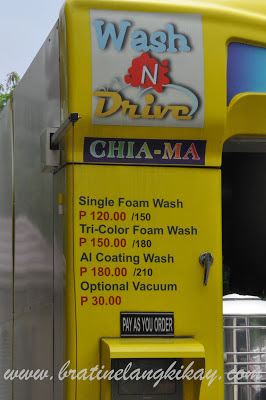 Wash
N
Drive
CHIA-MA
Single Foam Wash
P 120.00 /150
Tri-Color Foam Wash
P 150.00 /180
Al Coating Wash
P 180.00 /210
Optional Vacuum
P 30.00
PAY AS YOU ORDER
www.bratinelangkikay.com